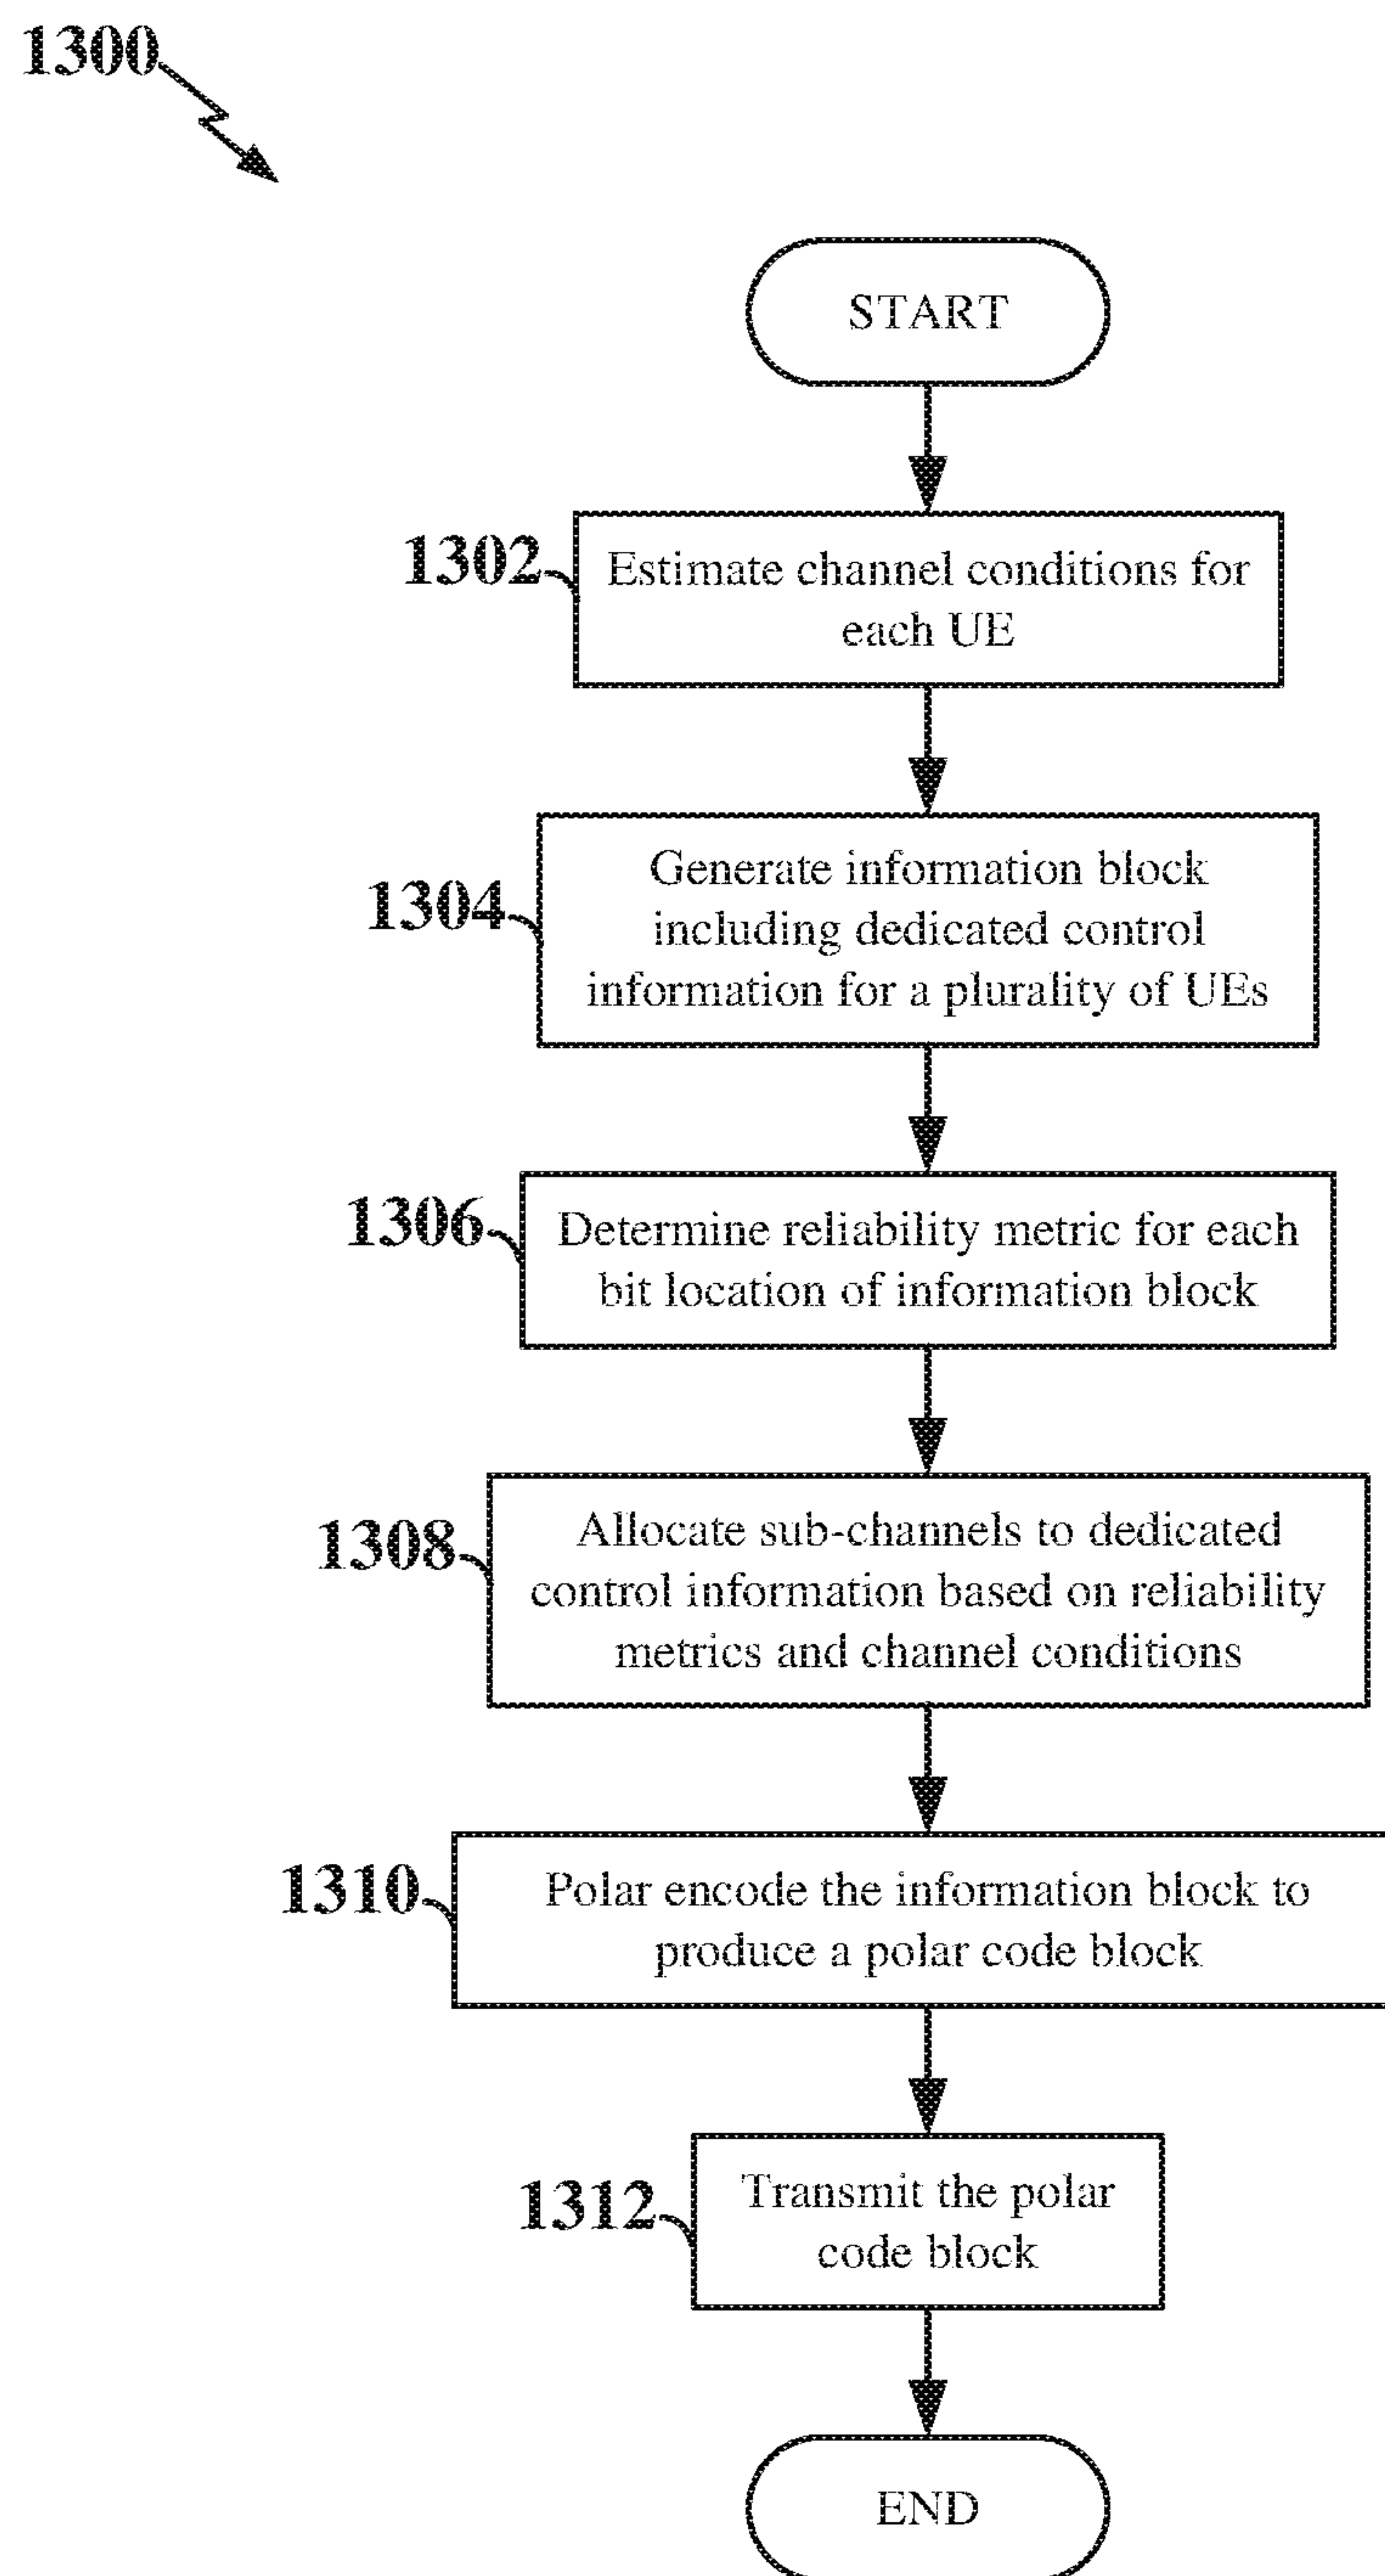 1300
START
1302
Estimate channel conditions for
each UE
1304
Generate information block
including dedicated control
information for a plurality of UEs
1306
Determine reliability metric for each
bit location of information block
1308
Allocate sub-channels to dedicated
control information based on reliability
metrics and channel conditions
1310
Polar encode the information block to
produce a polar code block
1312
Transmit the polar
code block
END